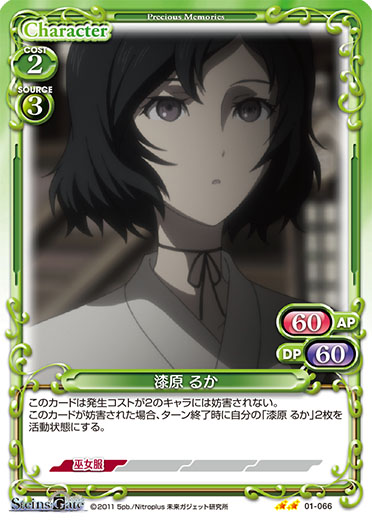 Precious Memories
Character
COST
2
SOURCE
3
60 AP
DP 60
漆原 るか
このカードは発生コストが2のキャラには妨害されない。
このカードが妨害された場合、ターン終了時に自分の「漆原 るか」2枚を
活動状態にする。
巫女服
Steins;Gate ©2011 5pb./Nitroplus 未来ガジェット研究所 01-066